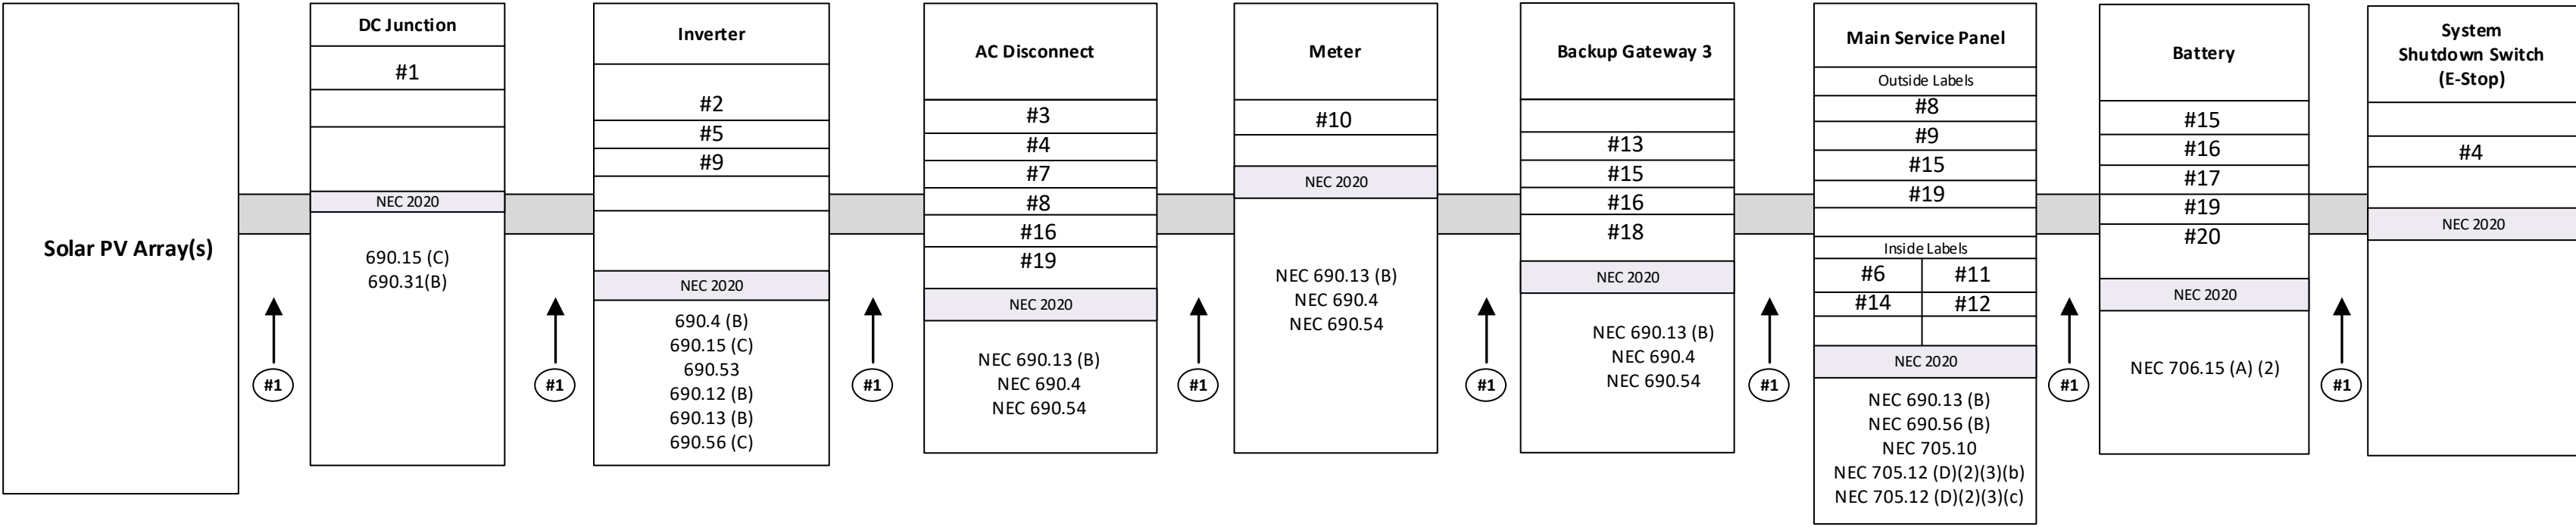 Solar PV Array(s)
#1
DC Junction
#1
NEC 2020
690.15 (C)
690.31(B)
#1
Inverter
#2
#5
#9
NEC 2020
690.4 (B)
690.15 (C)
690.53
690.12 (B)
690.13 (B)
690.56 (C)
#1
AC Disconnect
#3
#4
#7
#8
#16
#19
NEC 2020
NEC 690.13 (B)
NEC 690.4
NEC 690.54
#1
Meter
#10
NEC 2020
NEC 690.13 (B)
NEC 690.4
NEC 690.54
#1
Backup Gateway 3
#13
#15
#16
#18
NEC 2020
NEC 690.13 (B)
NEC 690.4
NEC 690.54
#1
Main Service Panel
Outside Labels
#8
#9
#15
#19
Inside Labels
#6 #11
#14 #12
NEC 2020
NEC 690.13 (B)
NEC 690.56 (B)
NEC 705.10
NEC 705.12 (D)(2)(3)(b)
NEC 705.12 (D)(2)(3)(c)
#1
Battery
#15
#16
#17
#19
#20
NEC 2020
NEC 706.15 (A) (2)
#1
System
Shutdown Switch
(E-Stop)
#4
NEC 2020